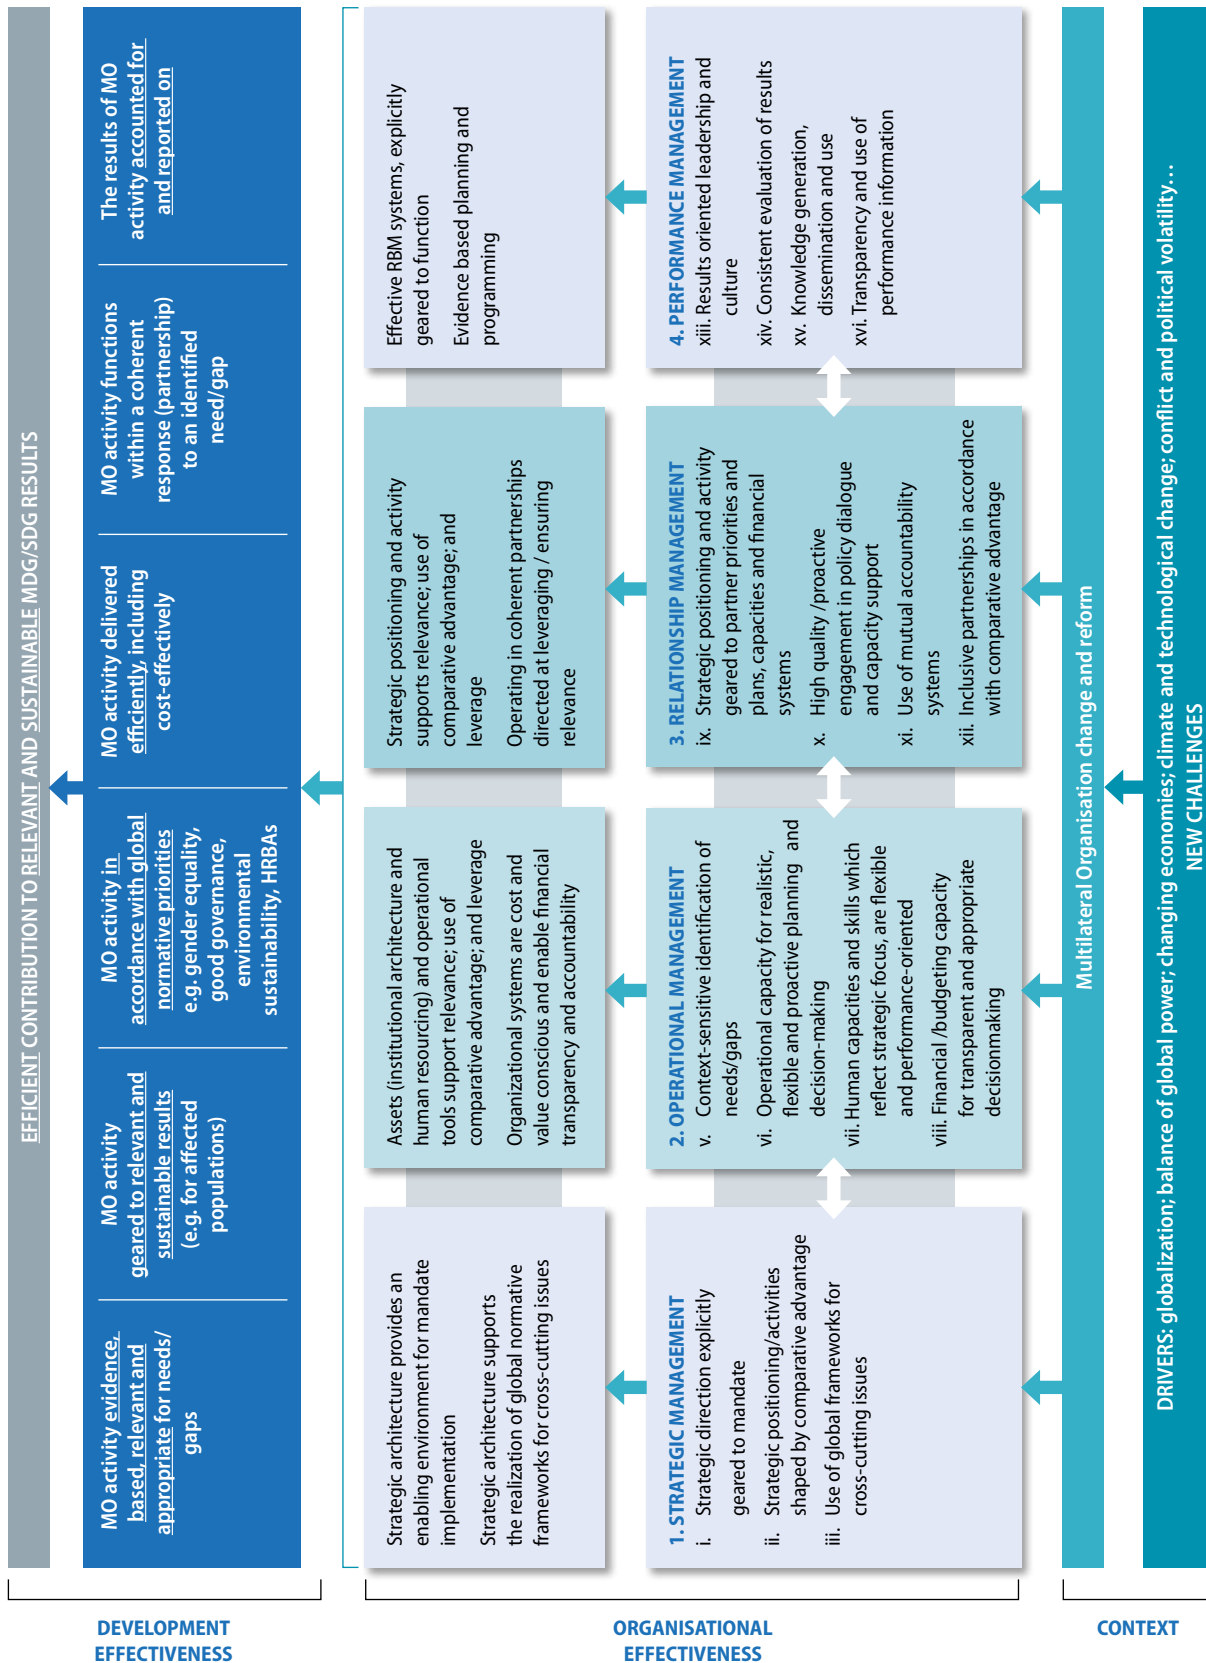 EFFICIENT CONTRIBUTION TO RELEVANT AND SUSTAINABLE MDG/SDG RESULTS
MO activity evidence,
based, relevant and
appropriate for needs/
gaps
MO activity
geared to relevant and
sustainable results
(e.g. for affected
populations)
MO activity in
accordance with global
normative priorities
e.g. gender equality,
good governance,
environmental
sustainability, HRBAs
MO activity delivered
efficiently, including
cost-effectively
MO activity functions
within a coherent
response (partnership)
to an identified
need/gap
The results of MO
activity accounted for
and reported on
DEVELOPMENT
EFFECTIVENESS
Strategic architecture provides an
enabling environment for mandate
implementation
Strategic architecture supports
the realization of global normative
frameworks for cross-cutting issues
Assets (institutional architecture and
human resourcing) and operational
tools support relevance; use of
comparative advantage; and leverage
Organizational systems are cost and
value conscious and enable financial
transparency and accountability
Strategic positioning and activity
supports relevance; use of
comparative advantage; and
leverage
Operating in coherent partnerships
directed at leveraging / ensuring
relevance
Effective RBM systems, explicitly
geared to function
Evidence based planning and
programming
1. STRATEGIC MANAGEMENT
i. Strategic direction explicitly
geared to mandate
ii. Strategic positioning/activities
shaped by comparative advantage
iii. Use of global frameworks for
cross-cutting issues
2. OPERATIONAL MANAGEMENT
v. Context-sensitive identification of
needs/gaps
vi. Operational capacity for realistic,
flexible and proactive planning and
decision-making
vii. Human capacities and skills which
reflect strategic focus, are flexible
and performance-oriented
viii. Financial /budgeting capacity
for transparent and appropriate
decisionmaking
3. RELATIONSHIP MANAGEMENT
ix. Strategic positioning and activity
geared to partner priorities and
plans, capacities and financial
systems
x. High quality /proactive
engagement in policy dialogue
and capacity support
xi. Use of mutual accountability
systems
xii. Inclusive partnerships in accordance
with comparative advantage
4. PERFORMANCE MANAGEMENT
xiii. Results oriented leadership and
culture
xiv. Consistent evaluation of results
xv. Knowledge generation,
dissemination and use
xvi. Transparency and use of
performance information
ORGANISATIONAL
EFFECTIVENESS
Multilateral Organisation change and reform
DRIVERS: globalization; balance of global power; changing economies; climate and technological change; conflict and political volatility…
NEW CHALLENGES
CONTEXT